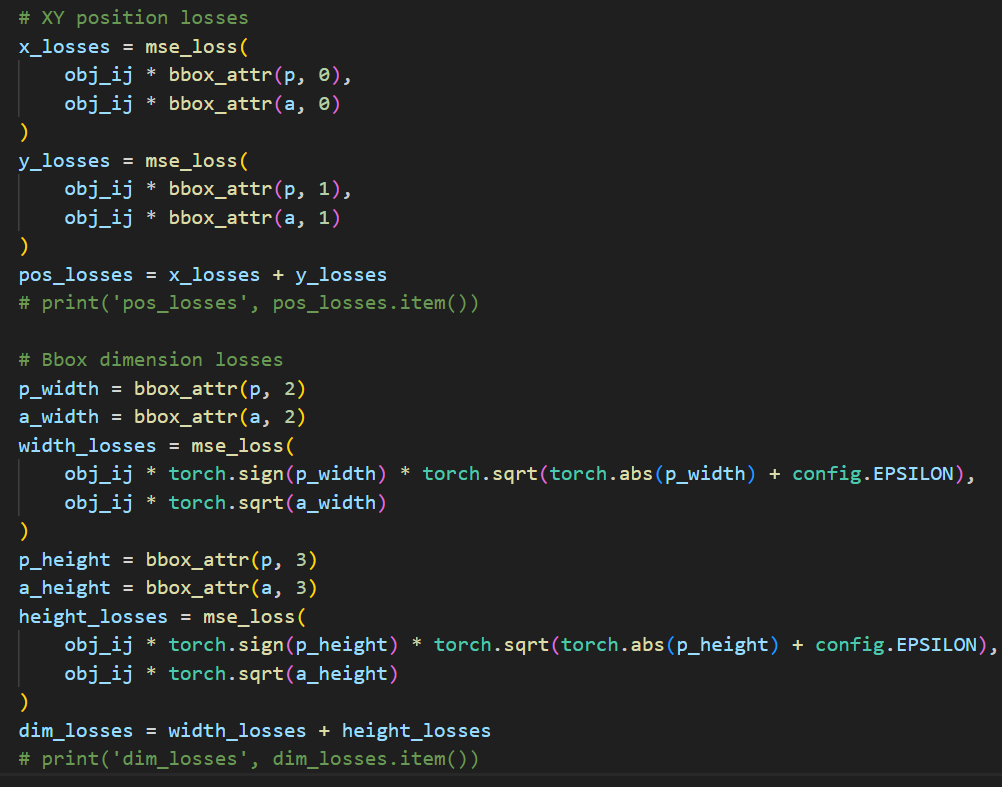 # XY position losses
x_losses = mse_loss(
    obj_ij * bbox_attr(p, 0),
    obj_ij * bbox_attr(a, 0)
)
y_losses = mse_loss(
    obj_ij * bbox_attr(p, 1),
    obj_ij * bbox_attr(a, 1)
)
pos_losses = x_losses + y_losses
# print('pos_losses', pos_losses.item())

# Bbox dimension losses
p_width = bbox_attr(p, 2)
a_width = bbox_attr(a, 2)
width_losses = mse_loss(
    obj_ij * torch.sign(p_width) * torch.sqrt(torch.abs(p_width) + config.EPSILON),
    obj_ij * torch.sqrt(a_width)
)
p_height = bbox_attr(p, 3)
a_height = bbox_attr(a, 3)
height_losses = mse_loss(
    obj_ij * torch.sign(p_height) * torch.sqrt(torch.abs(p_height) + config.EPSILON),
    obj_ij * torch.sqrt(a_height)
)
dim_losses = width_losses + height_losses
# print('dim_losses', dim_losses.item())